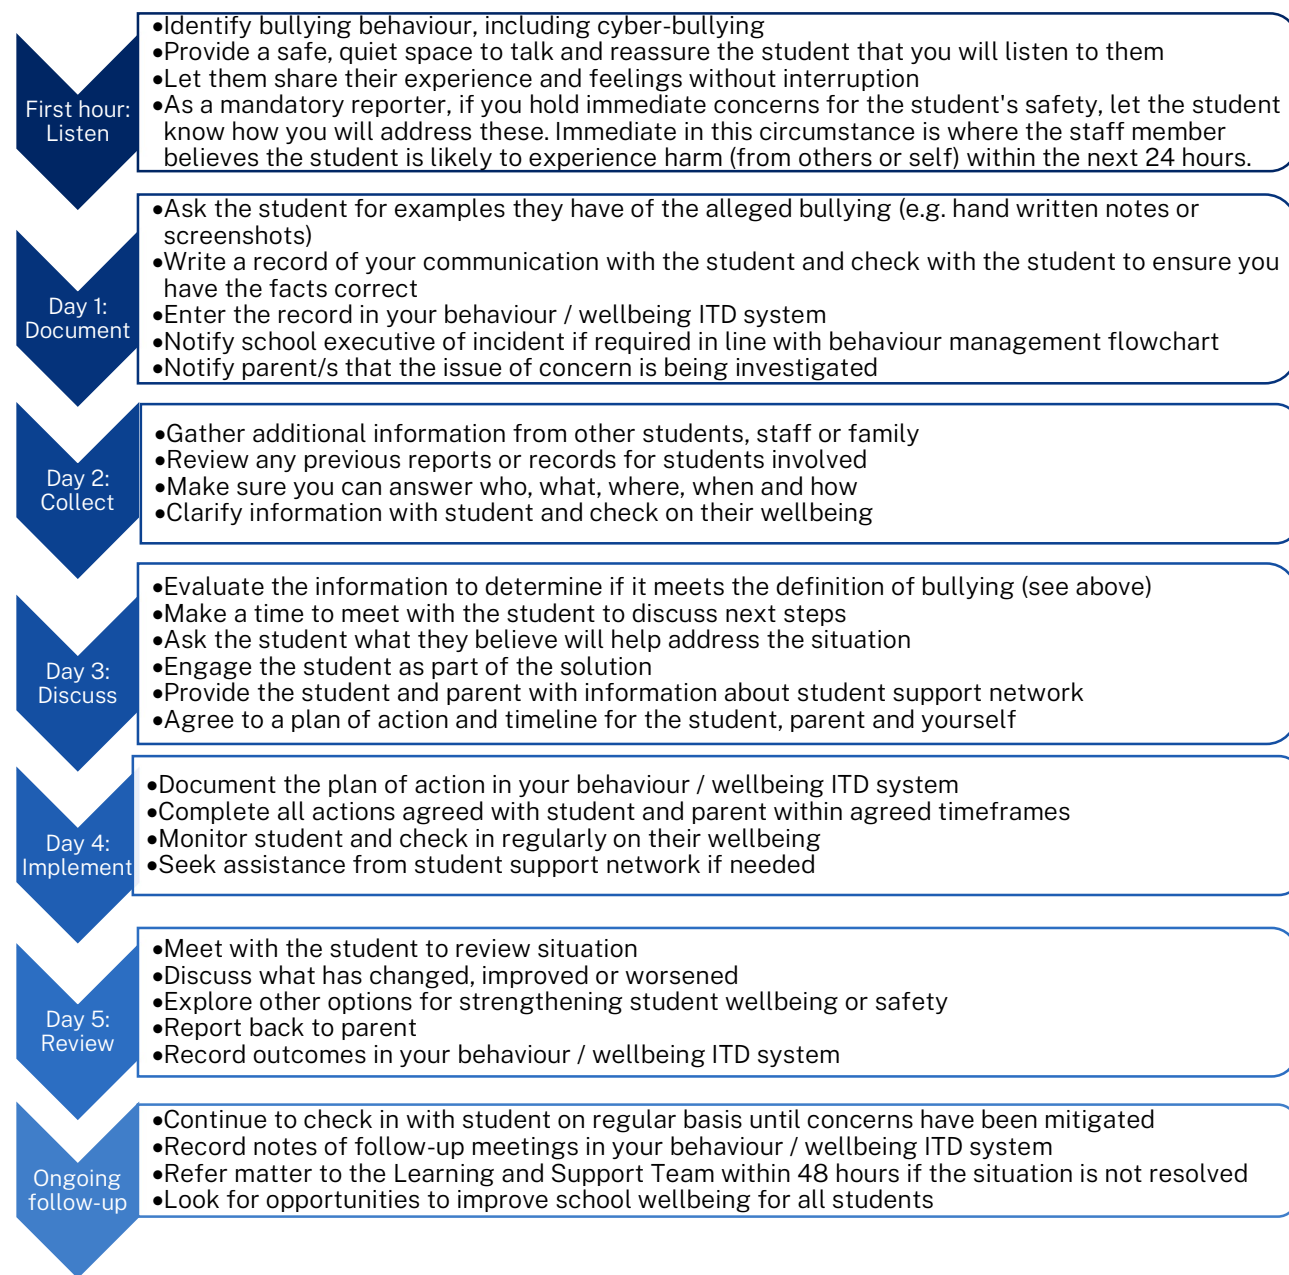 First hour:
Listen
•Identify bullying behaviour, including cyber-bullying
•Provide a safe, quiet space to talk and reassure the student that you will listen to them
•Let them share their experience and feelings without interruption
•As a mandatory reporter, if you hold immediate concerns for the student's safety, let the student
know how you will address these. Immediate in this circumstance is where the staff member
believes the student is likely to experience harm (from others or self) within the next 24 hours.
Day 1:
Document
•Ask the student for examples they have of the alleged bullying (e.g. hand written notes or
screenshots)
•Write a record of your communication with the student and check with the student to ensure you
have the facts correct
•Enter the record in your behaviour / wellbeing ITD system
•Notify school executive of incident if required in line with behaviour management flowchart
•Notify parent/s that the issue of concern is being investigated
Day 2:
Collect
•Gather additional information from other students, staff or family
•Review any previous reports or records for students involved
•Make sure you can answer who, what, where, when and how
•Clarify information with student and check on their wellbeing
Day 3:
Discuss
•Evaluate the information to determine if it meets the definition of bullying (see above)
•Make a time to meet with the student to discuss next steps
•Ask the student what they believe will help address the situation
•Engage the student as part of the solution
•Provide the student and parent with information about student support network
•Agree to a plan of action and timeline for the student, parent and yourself
Day 4:
Implement
•Document the plan of action in your behaviour / wellbeing ITD system
•Complete all actions agreed with student and parent within agreed timeframes
•Monitor student and check in regularly on their wellbeing
•Seek assistance from student support network if needed
Day 5:
Review
•Meet with the student to review situation
•Discuss what has changed, improved or worsened
•Explore other options for strengthening student wellbeing or safety
•Report back to parent
•Record outcomes in your behaviour / wellbeing ITD system
Ongoing
follow-up
•Continue to check in with student on regular basis until concerns have been mitigated
•Record notes of follow-up meetings in your behaviour / wellbeing ITD system
•Refer matter to the Learning and Support Team within 48 hours if the situation is not resolved
•Look for opportunities to improve school wellbeing for all students